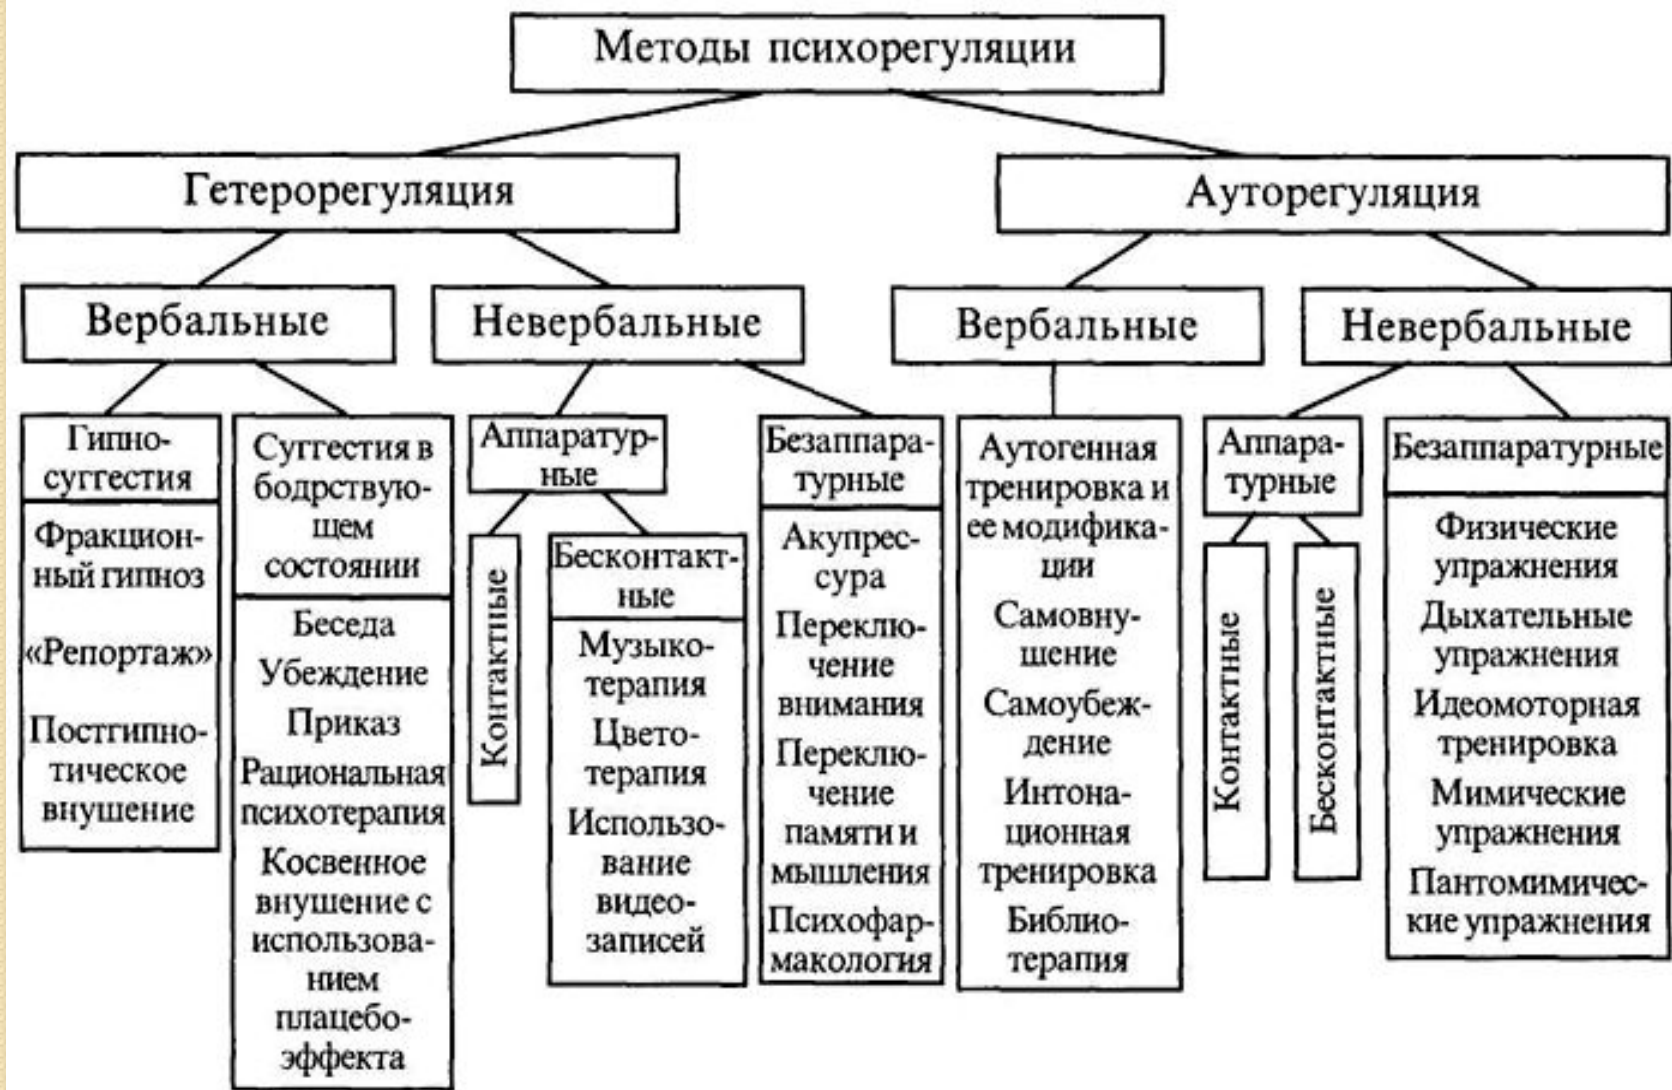 Методы психорегуляции
Гетерорегуляция
Ауторегуляция
Вербальные
Невербальные
Вербальные
Невербальные
Гипно-
суггестия
Фракцион-
ный гипноз
«Репортаж»
Постгипно-
тическое
внушение
Суггестия в
бодрствую-
щем
состоянии
Беседа
Убеждение
Приказ
Рациональная
психотерапия
Косвенное
внушение с
использова-
нием
плацебо-
эффекта
Аппаратур-
ные
Контактные
Бесконтакт-
ные
Музыко-
терапия
Цвето-
терапия
Использо-
вание
видео-
записей
Безаппара-
турные
Акупрес-
сура
Переклю-
чение
внимания
Переклю-
чение
памяти и
мышления
Психофар-
макология
Аутогенная
тренировка и
ее модифика-
ции
Самовну-
шение
Самоубеж-
дение
Интона-
ционная
тренировка
Библио-
терапия
Аппара-
турные
Контактные
Бесконтактные
Безаппаратурные
Физические
упражнения
Дыхательные
упражнения
Идеомоторная
тренировка
Мимические
упражнения
Пантомимичес-
кие упражнения